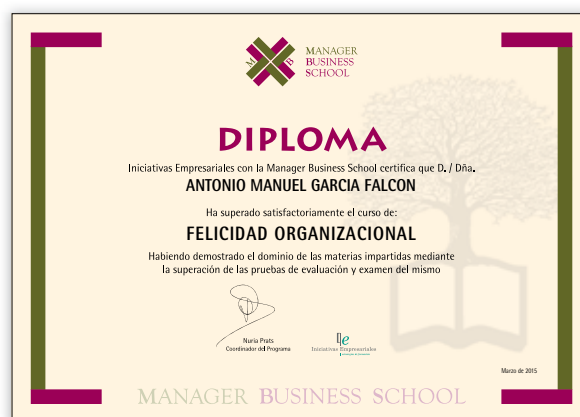 M B
MANAGER
BUSINESS
SCHOOL
DIPLOMA
Iniciativas Empresariales con la Manager Business School certifica que D. / Dña.
ANTONIO MANUEL GARCIA FALCON
Ha superado satisfactoriamente el curso de:
FELICIDAD ORGANIZACIONAL
Habiendo demostrado el dominio de las materias impartidas mediante
la superación de las pruebas de evaluación y examen del mismo
Nuria Prats
Coordinador del Programa
Iniciativas Empresariales
Marzo de 2015
MANAGER BUSINESS SCHOOL